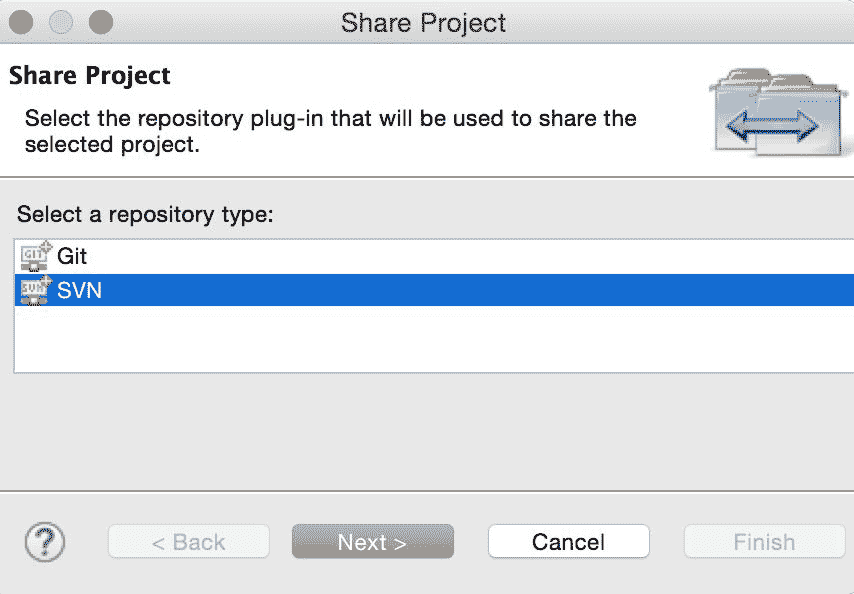 Share Project
Share Project
Select the repository plug-in that will be used to share the
selected project.
Select a repository type:
GIT Git
SVN SVN
?
< Back Next > Cancel Finish